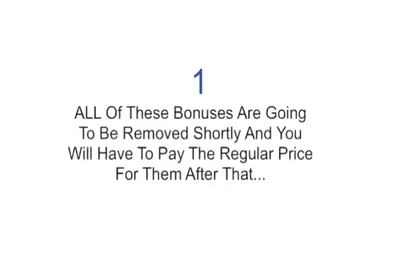 1
ALL Of These Bonuses Are Going
To Be Removed Shortly And You
Will Have To Pay The Regular Price
For Them After That...